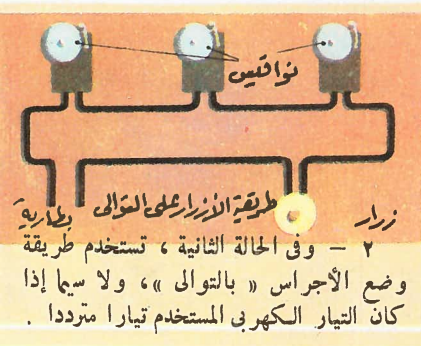 نواقيس
زرار
طريقة الأزرار على التوالى
بطارية
٢ – وفى الحالة الثانية ، تستخدم طريقة
وضع الأجراس « بالتوالى »، ولا سيما إذا
كان التيار الكهربى المستخدم تيارا مترددا .